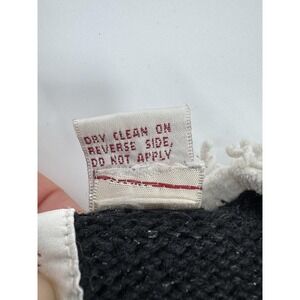 DRY CLEAN ON
REVERSE SIDE,
DO NOT APPLY